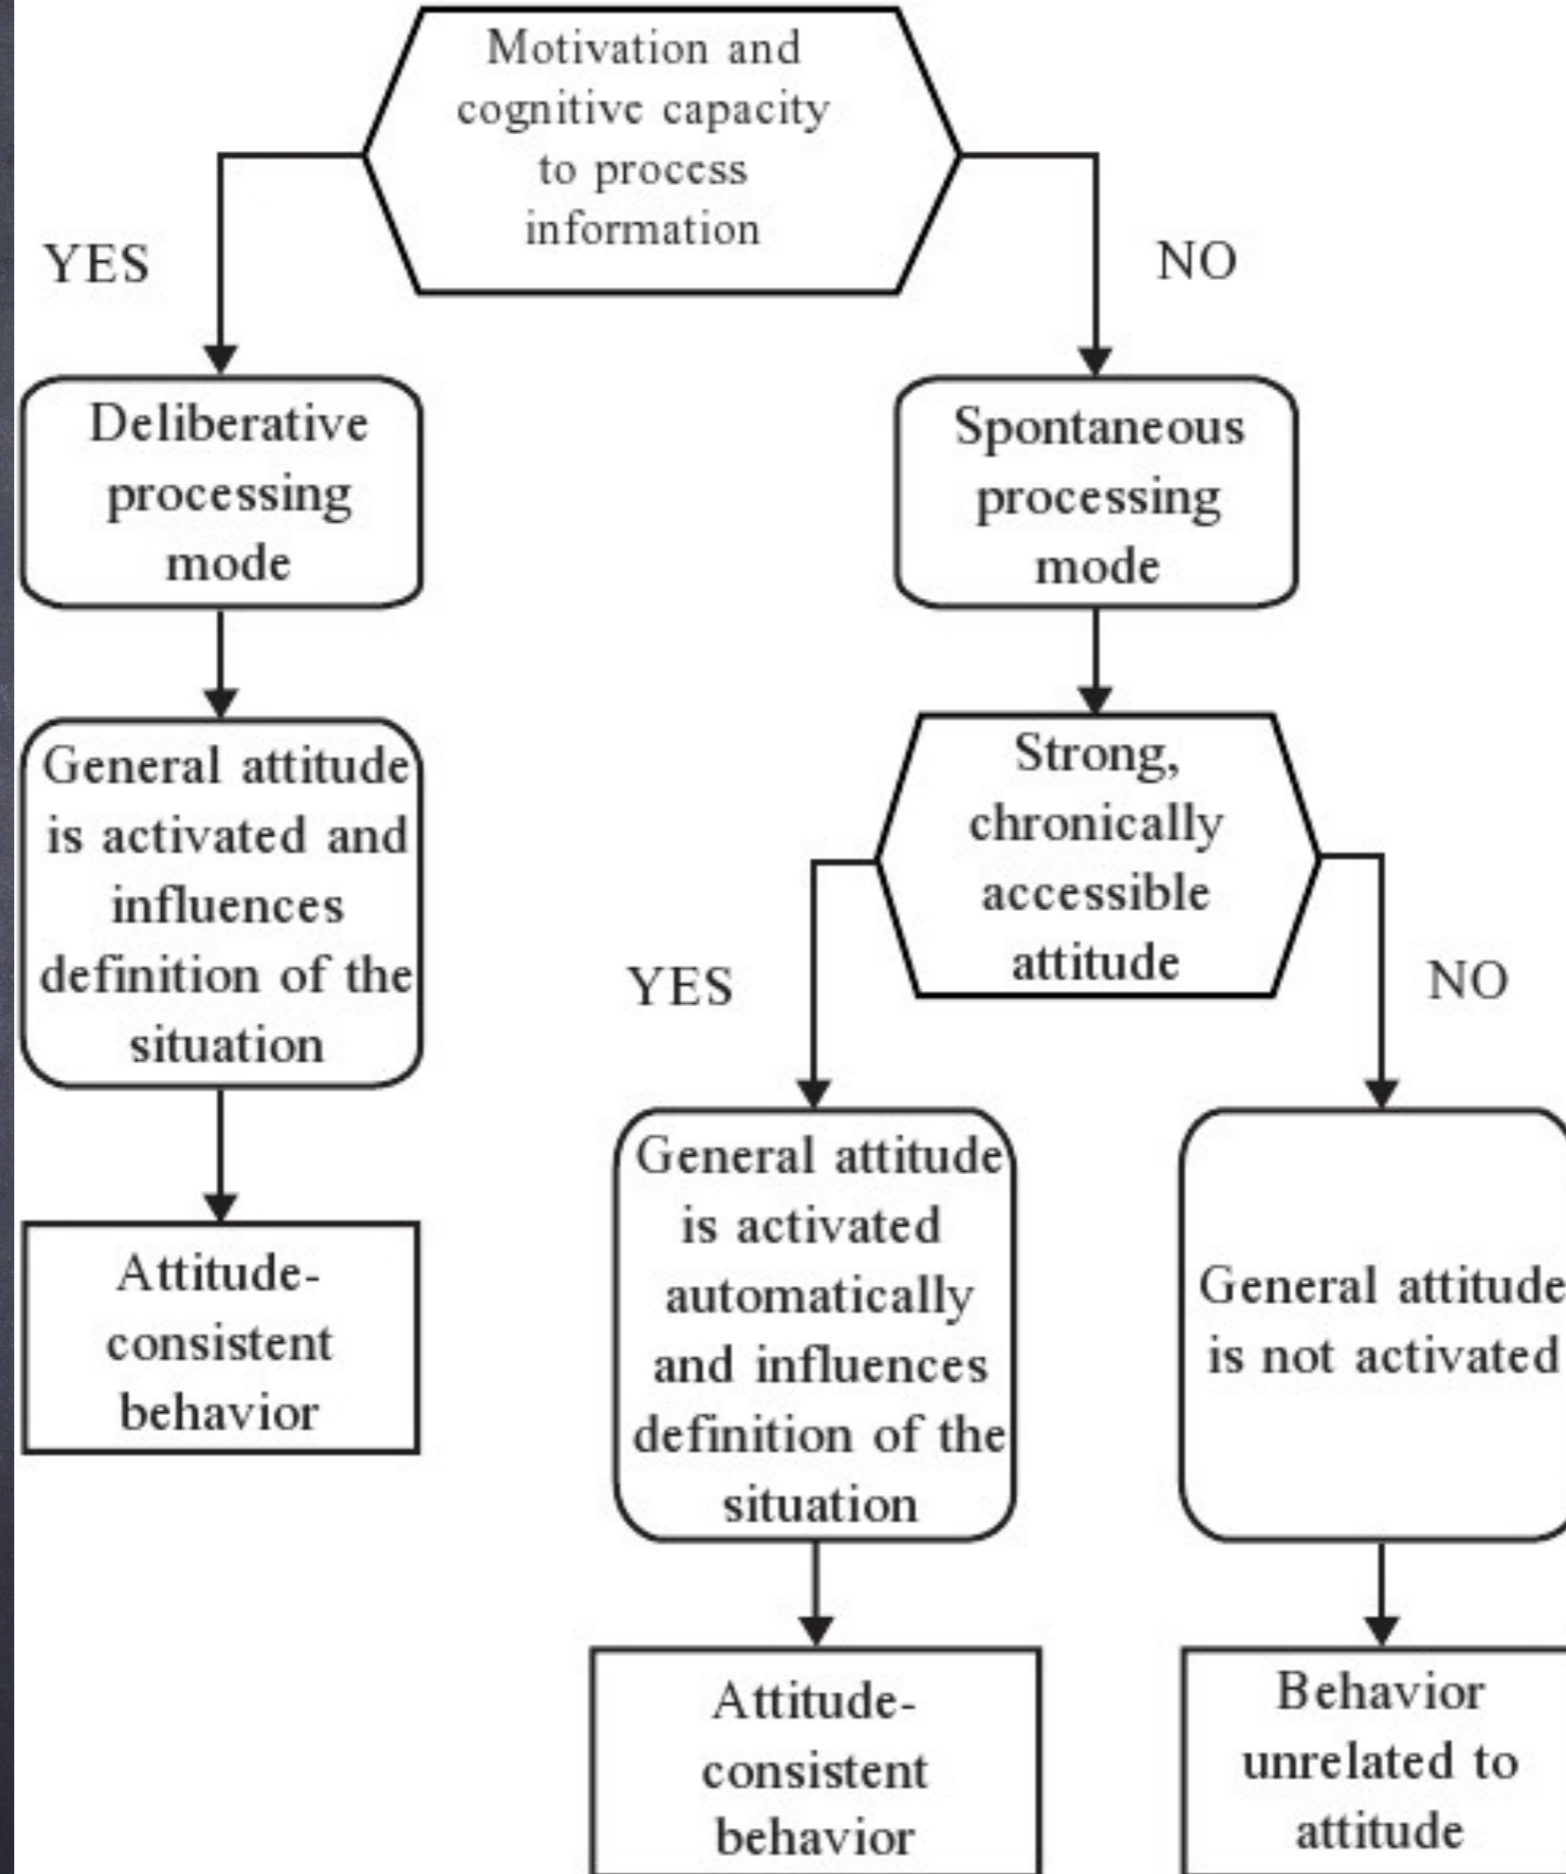 Motivation and
cognitive capacity
to process
information
YES
NO
Deliberative
processing
mode
Spontaneous
processing
mode
General attitude
is activated and
influences
definition of the
situation
Strong,
chronically
accessible
attitude
YES
NO
Attitude-
consistent
behavior
General attitude
is activated
automatically
and influences
definition of the
situation
General attitude
is not activated
Attitude-
consistent
behavior
Behavior
unrelated to
attitude